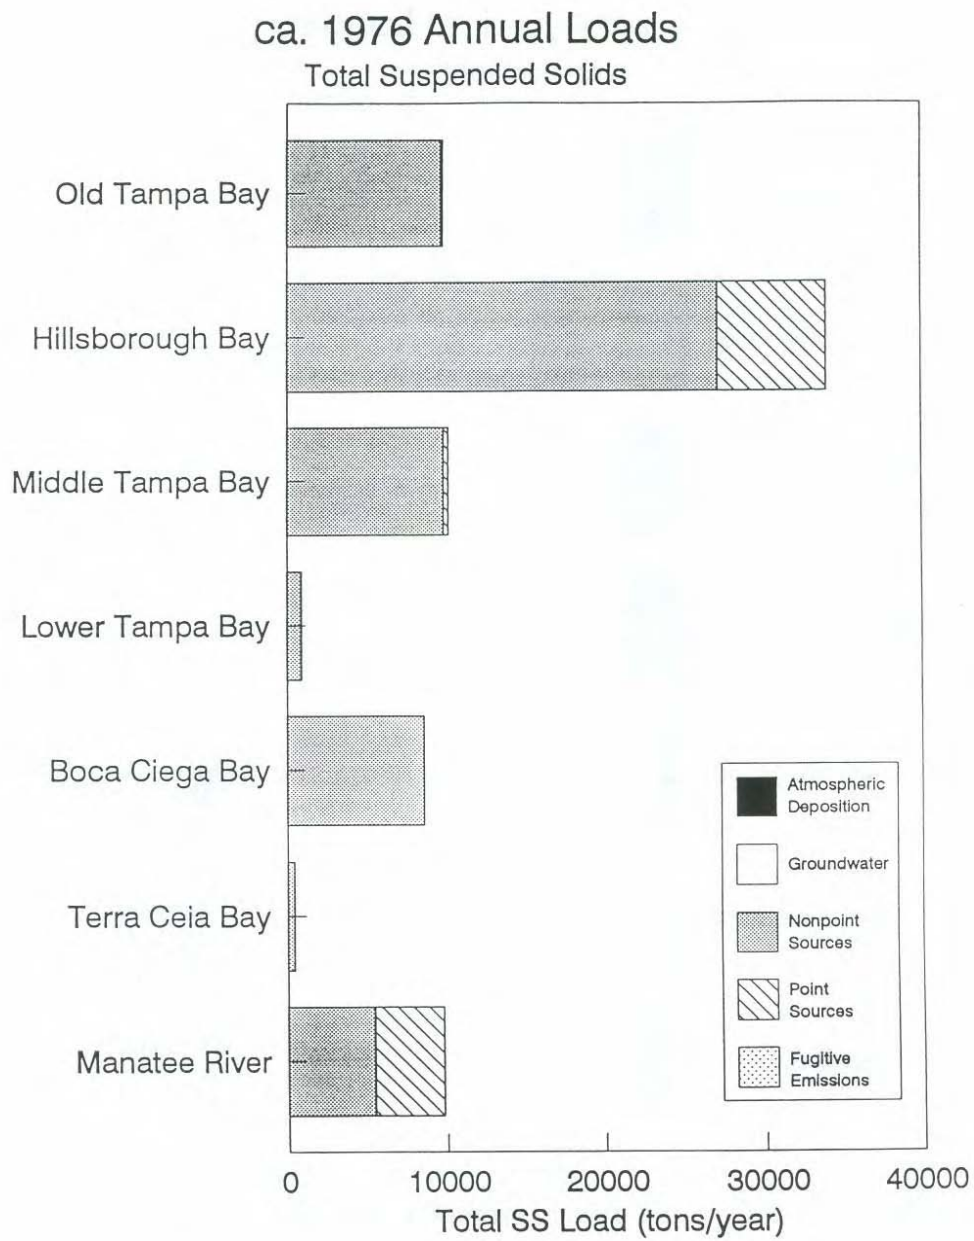 ca. 1976 Annual Loads
Total Suspended Solids
Old Tampa Bay
Hillsborough Bay
Middle Tampa Bay
Lower Tampa Bay
Boca Ciega Bay
Terra Ceia Bay
Manatee River
Atmospheric
Deposition
Groundwater
Nonpoint
Sources
Point
Sources
Fugitive
Emissions
0 10000 20000 30000 40000
Total SS Load (tons/year)